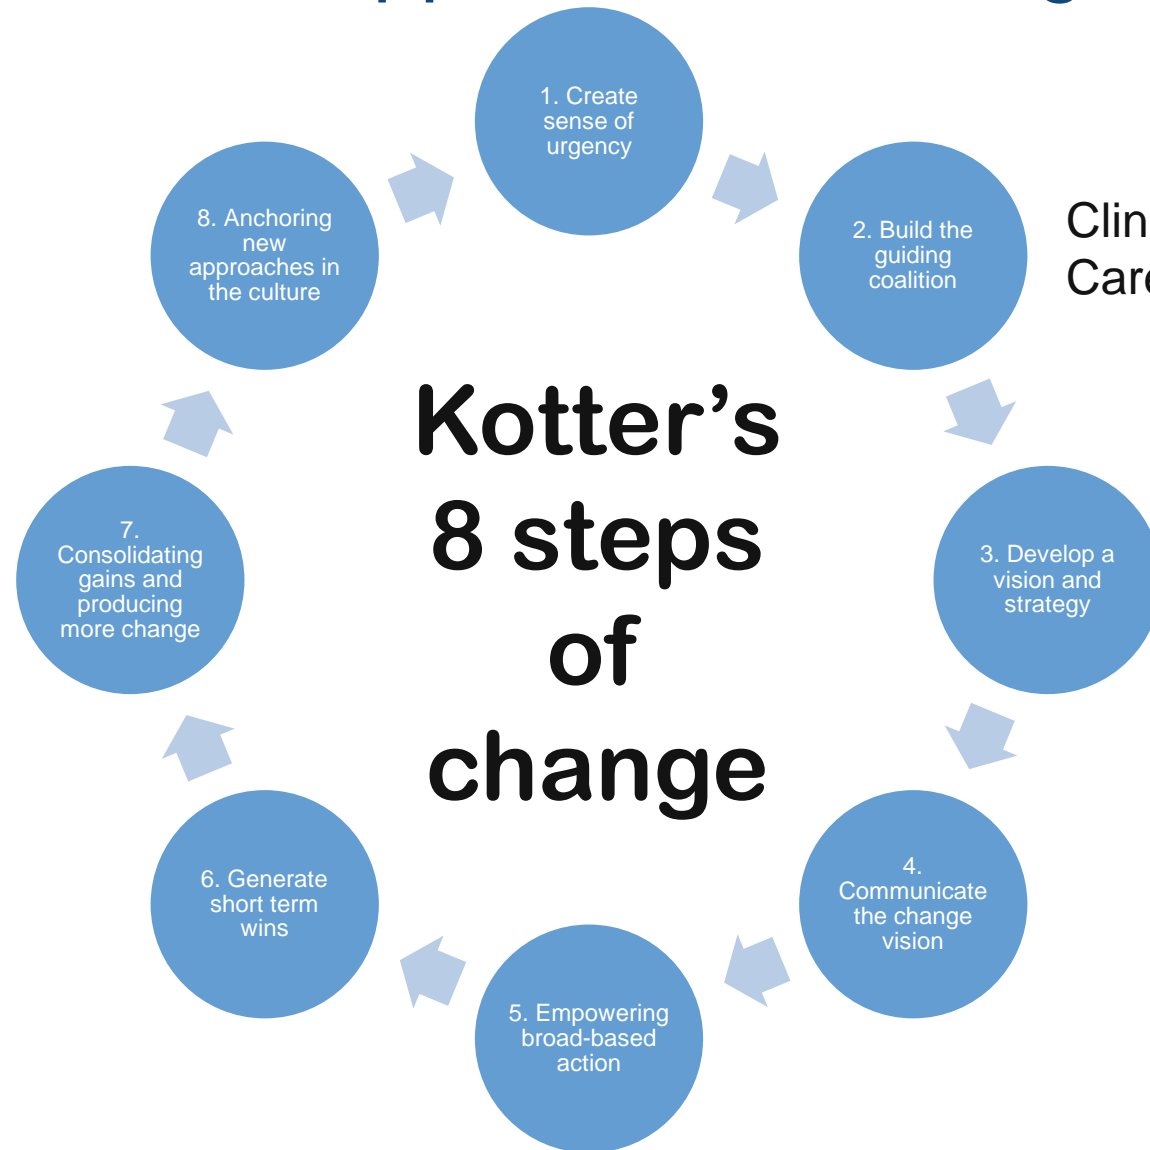 1. Create
sense of
urgency
2. Build the
guiding
coalition
3. Develop a
vision and
strategy
4.
Communicate
the change
vision
5. Empowering
broad-based
action
6. Generate
short term
wins
7.
Consolidating
gains and
producing
more change
8. Anchoring
new
approaches in
the culture
Kotter’s
8 steps
of
change